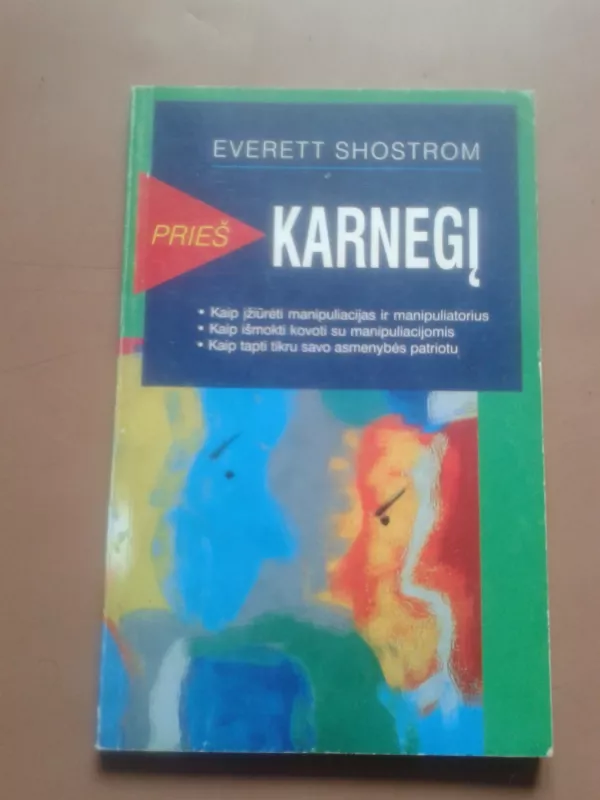 EVERETT SHOSTROM
PRIEŠ
KARNEGĮ
• Kaip įžiūrėti manipuliacijas ir manipuliatorius
• Kaip išmokti kovoti su manipuliacijomis
• Kaip tapti tikru savo asmenybės patriotu